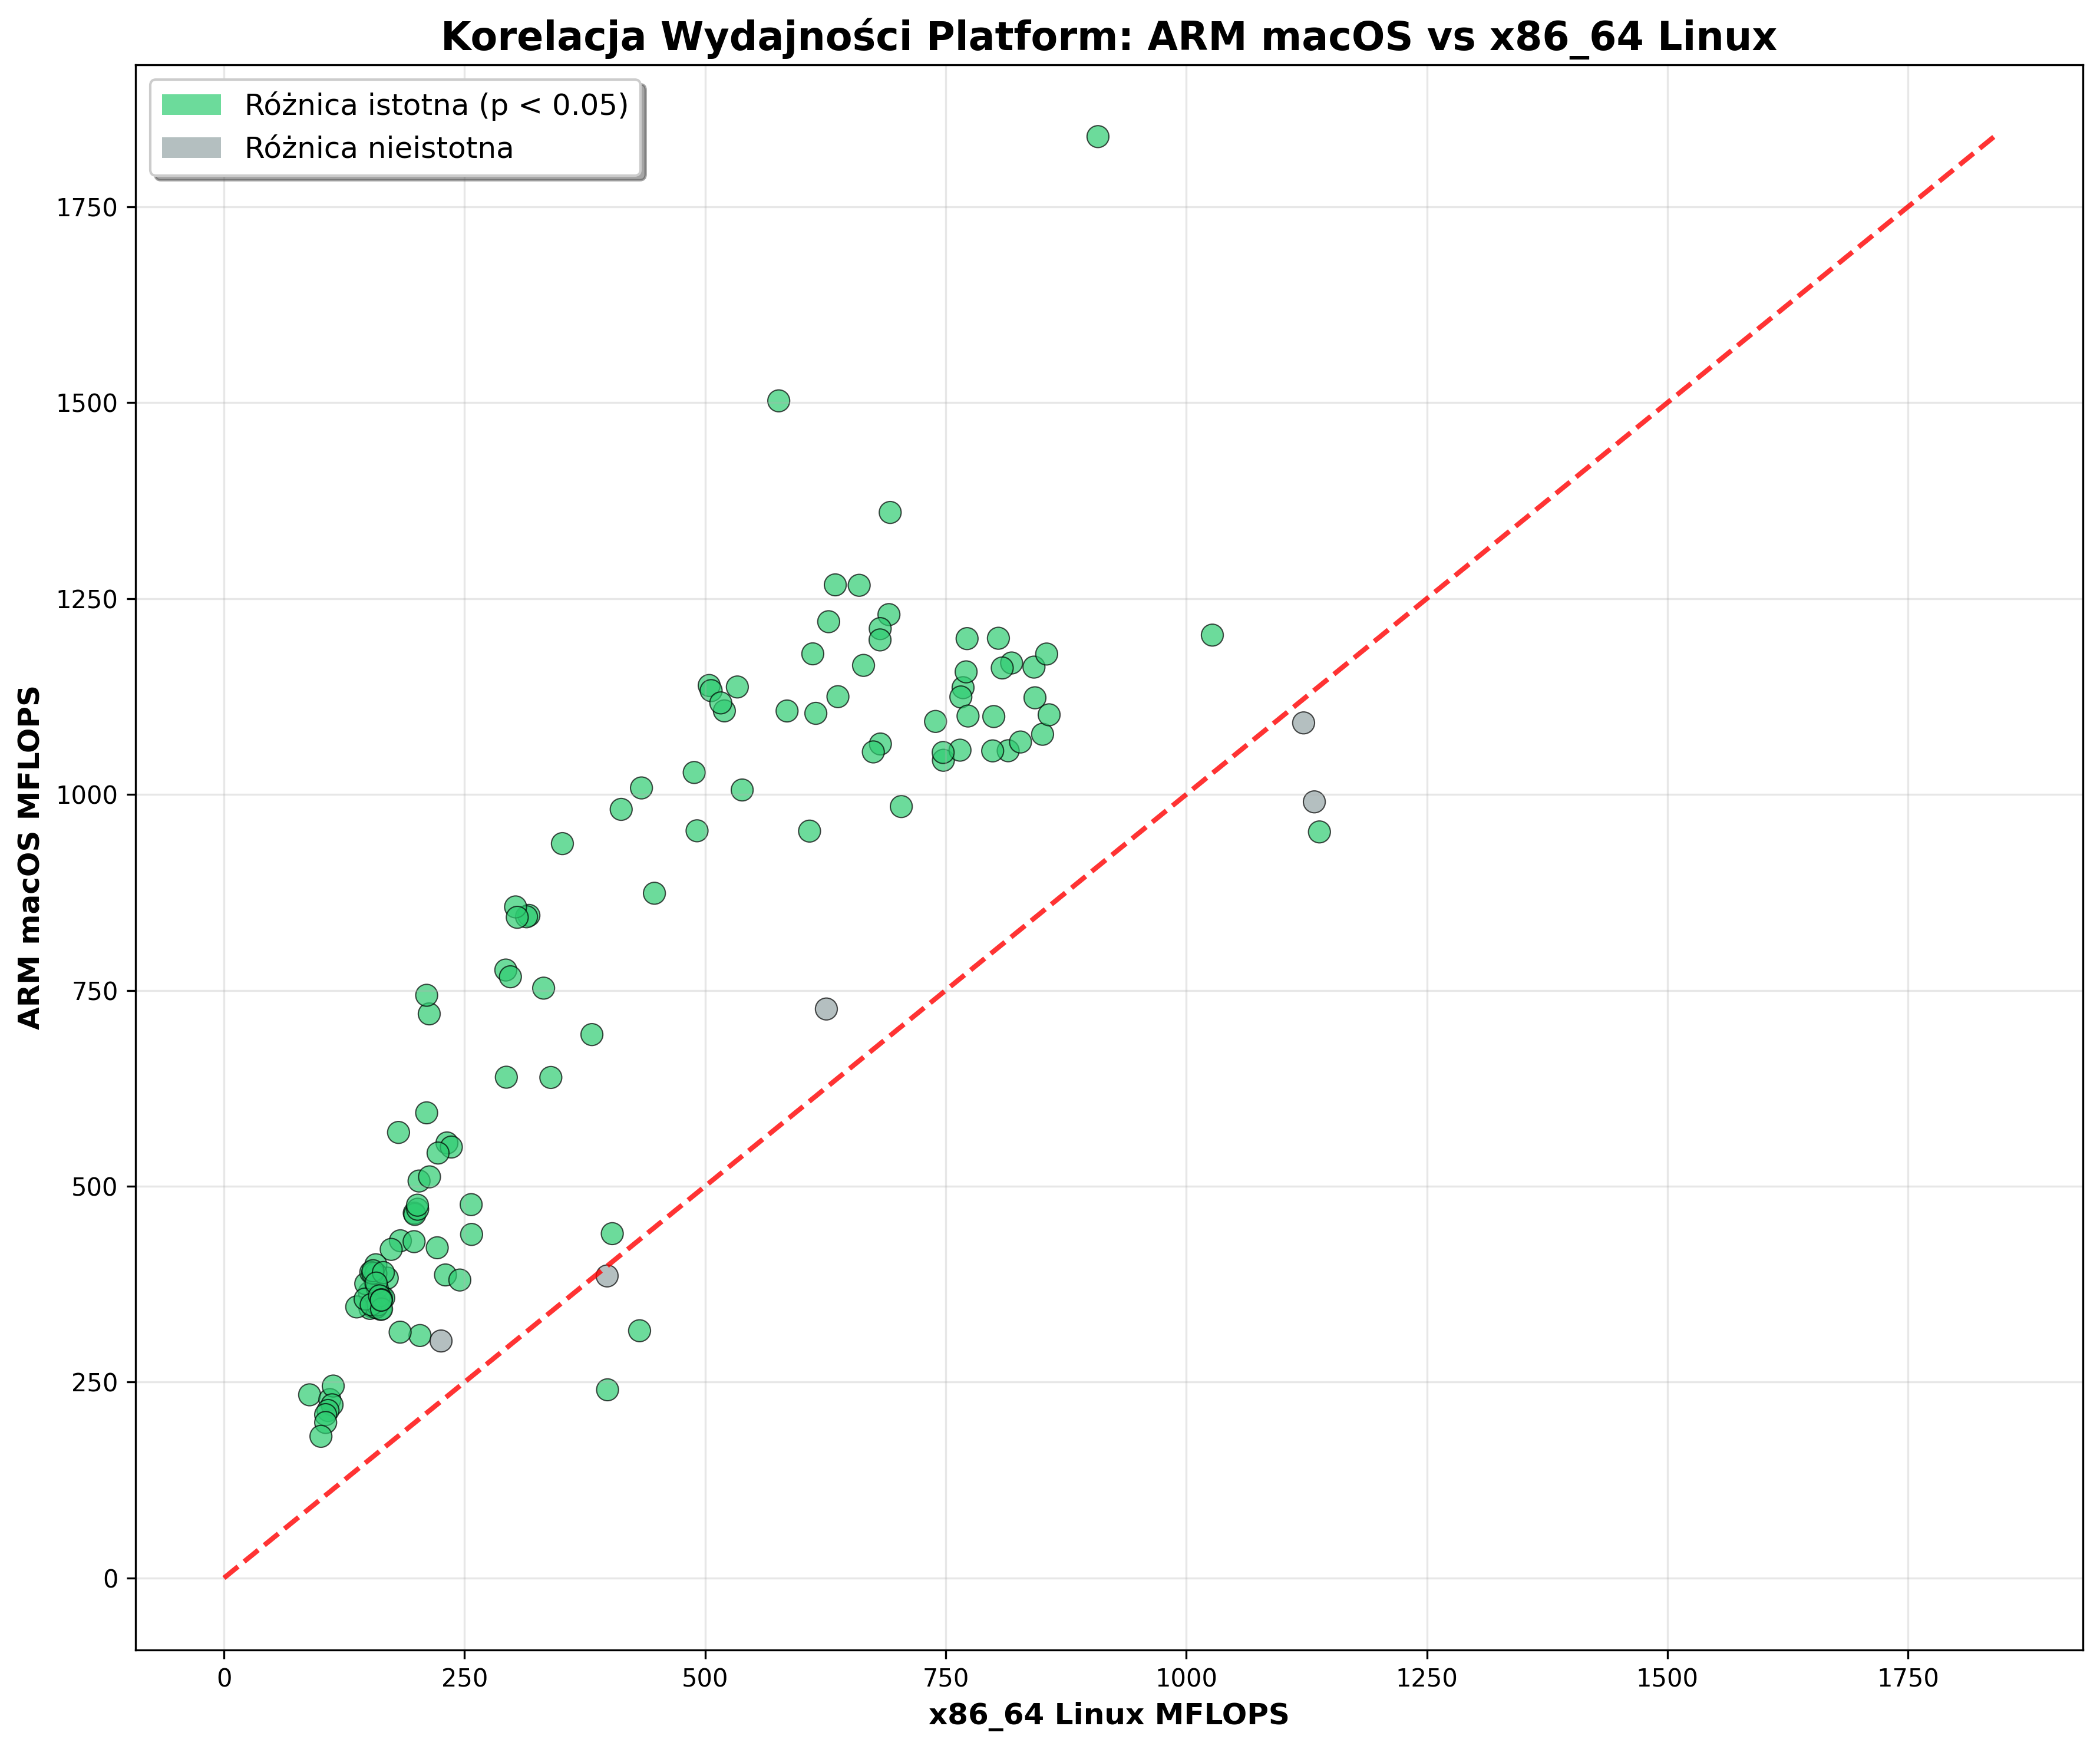 Korelacja Wydajności Platform: ARM macOS vs x86_64 Linux
Różnica istotna (p < 0.05)
Różnica nieistotna
ARM macOS MFLOPS
1750
1500
1250
1000
750
500
250
0
0 250 500 750 1000 1250 1500 1750
x86_64 Linux MFLOPS